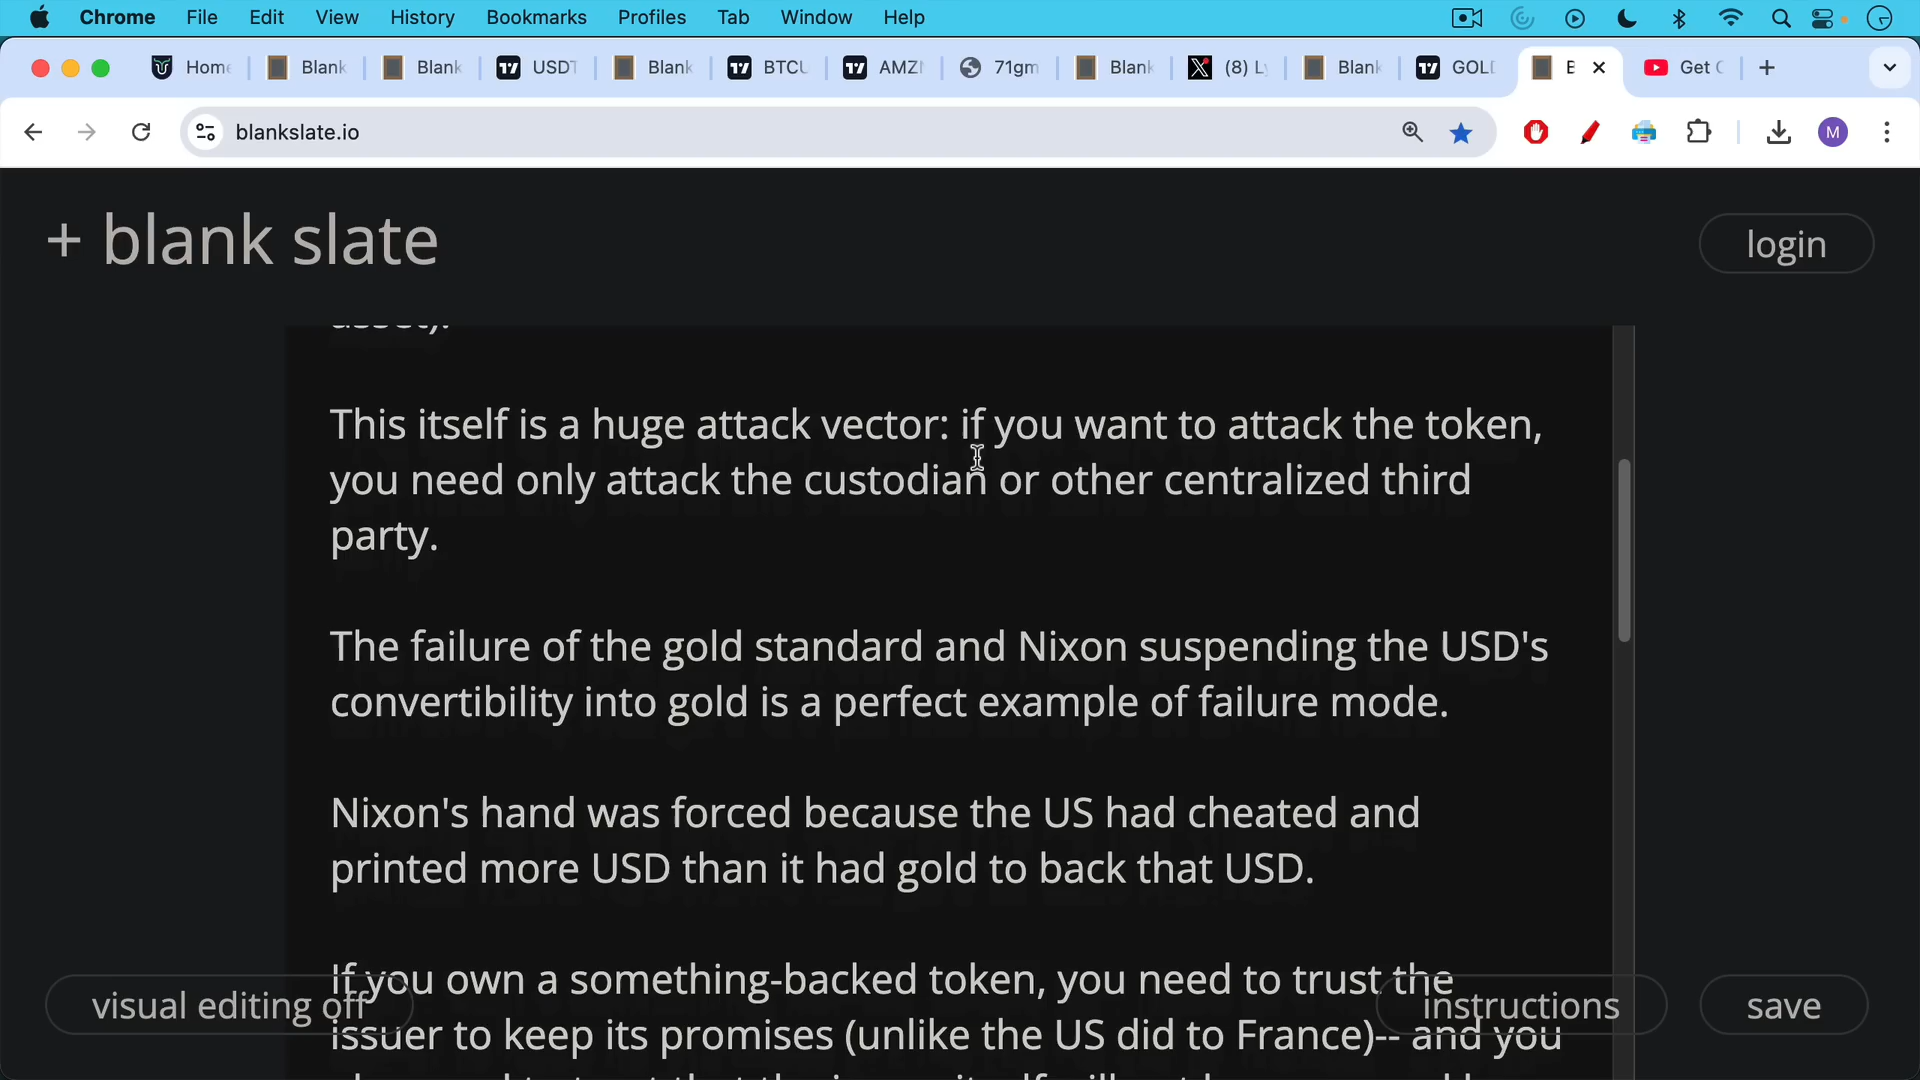 Chrome File Edit View History Bookmarks Profiles Tab Window Help
Home Blank Blank USDT Blank BTCU AMZN 71gm Blank (8) Ly Blank GOLD B Get C
blankslate.io
M
+ blank slate
login
asset).
This itself is a huge attack vector: if you want to attack the token,
you need only attack the custodian or other centralized third
party.
The failure of the gold standard and Nixon suspending the USD's
convertibility into gold is a perfect example of failure mode.
Nixon's hand was forced because the US had cheated and
printed more USD than it had gold to back that USD.
If you own a something-backed token, you need to trust the
issuer to keep its promises (unlike the US did to France)-- and you
visual editing off
instructions
save